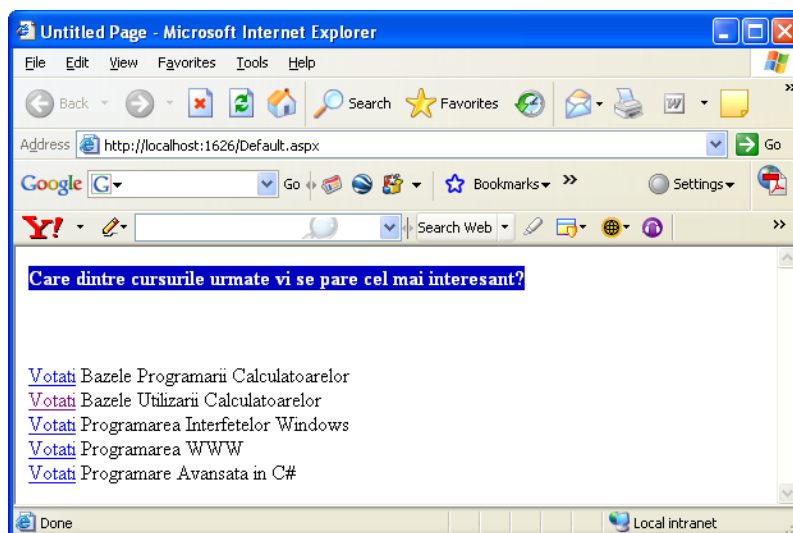 Untitled Page - Microsoft Internet Explorer
File Edit View Favorites Tools Help
Back Search Favorites W »
Address http://localhost:1626/Default.aspx Go
Google G Go Bookmarks » Settings
Y! Search Web »
Care dintre cursurile urmate vi se pare cel mai interesant?
Votati Bazele Programarii Calculatoarelor
Votati Bazele Utilizarii Calculatoarelor
Votati Programarea Interfetelor Windows
Votati Programarea WWW
Votati Programare Avansata in C#
Done Local intranet